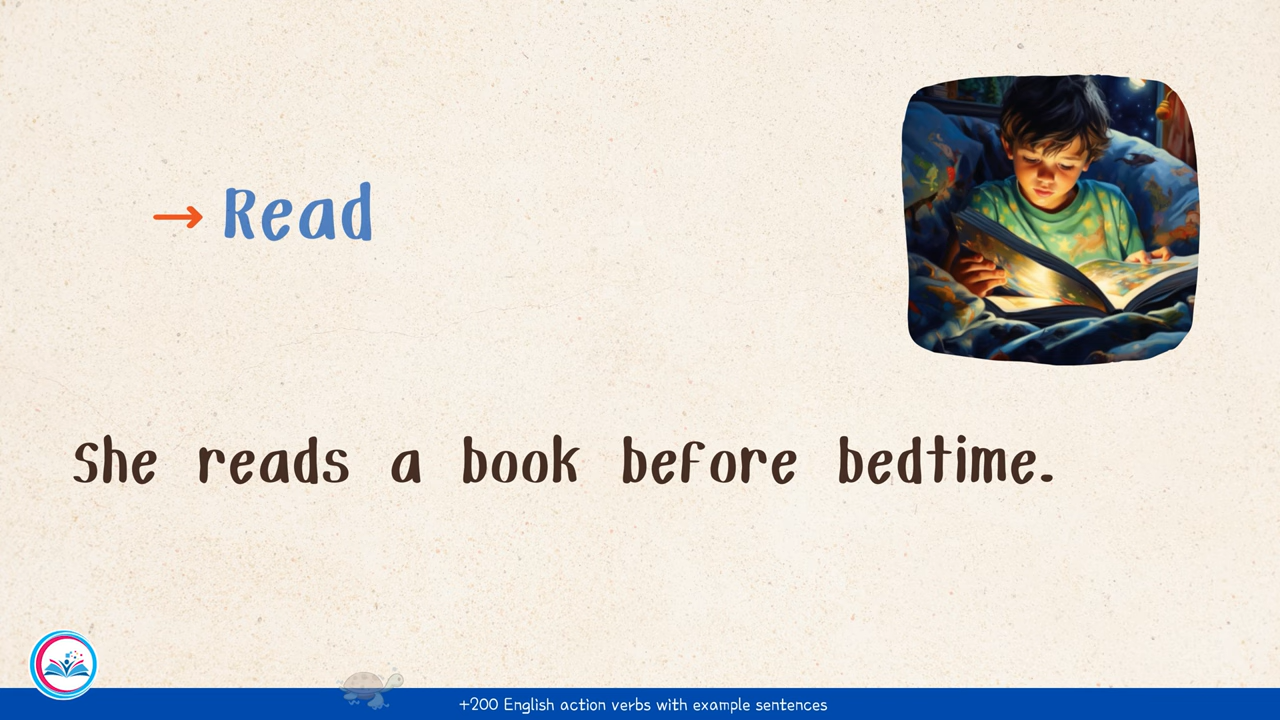 → Read
She reads a book before bedtime.
+200 English action verbs with example sentences